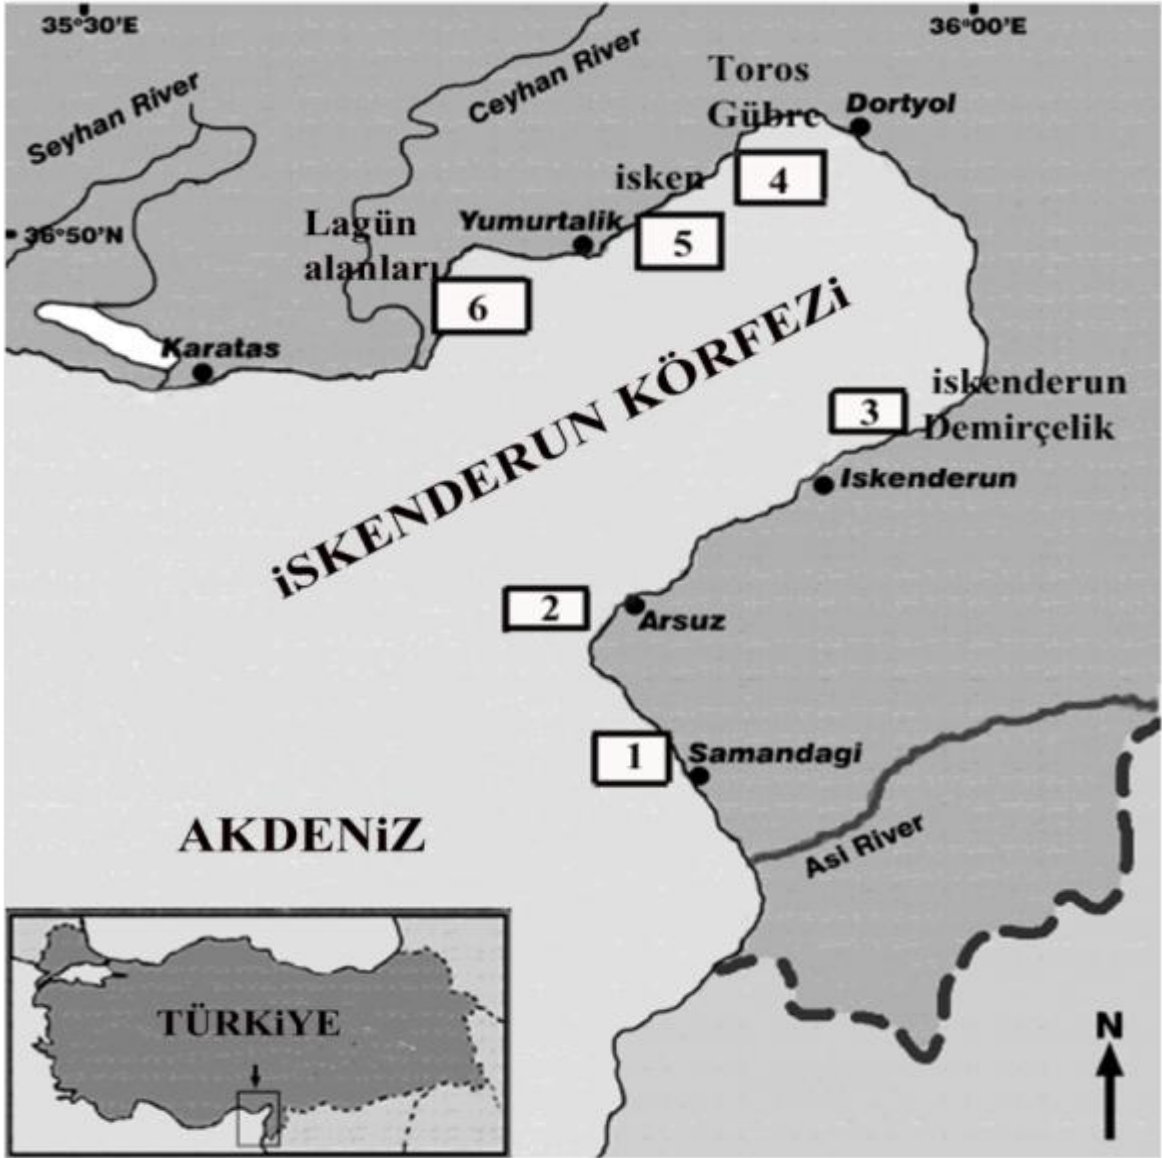 35°30'E
36°00'E
Seyhan River
Ceyhan River
Toros
Gübre
Dortyol
isken
4
Lagün
alanları
Yumurtalik
36°50'N
5
6
Karatas
iSKENDERUN KÖRFEZi
iskenderun
Demirçelik
3
Iskenderun
2
Arsuz
1
Samandagi
AKDENiZ
Asi River
TÜRKiYE
N